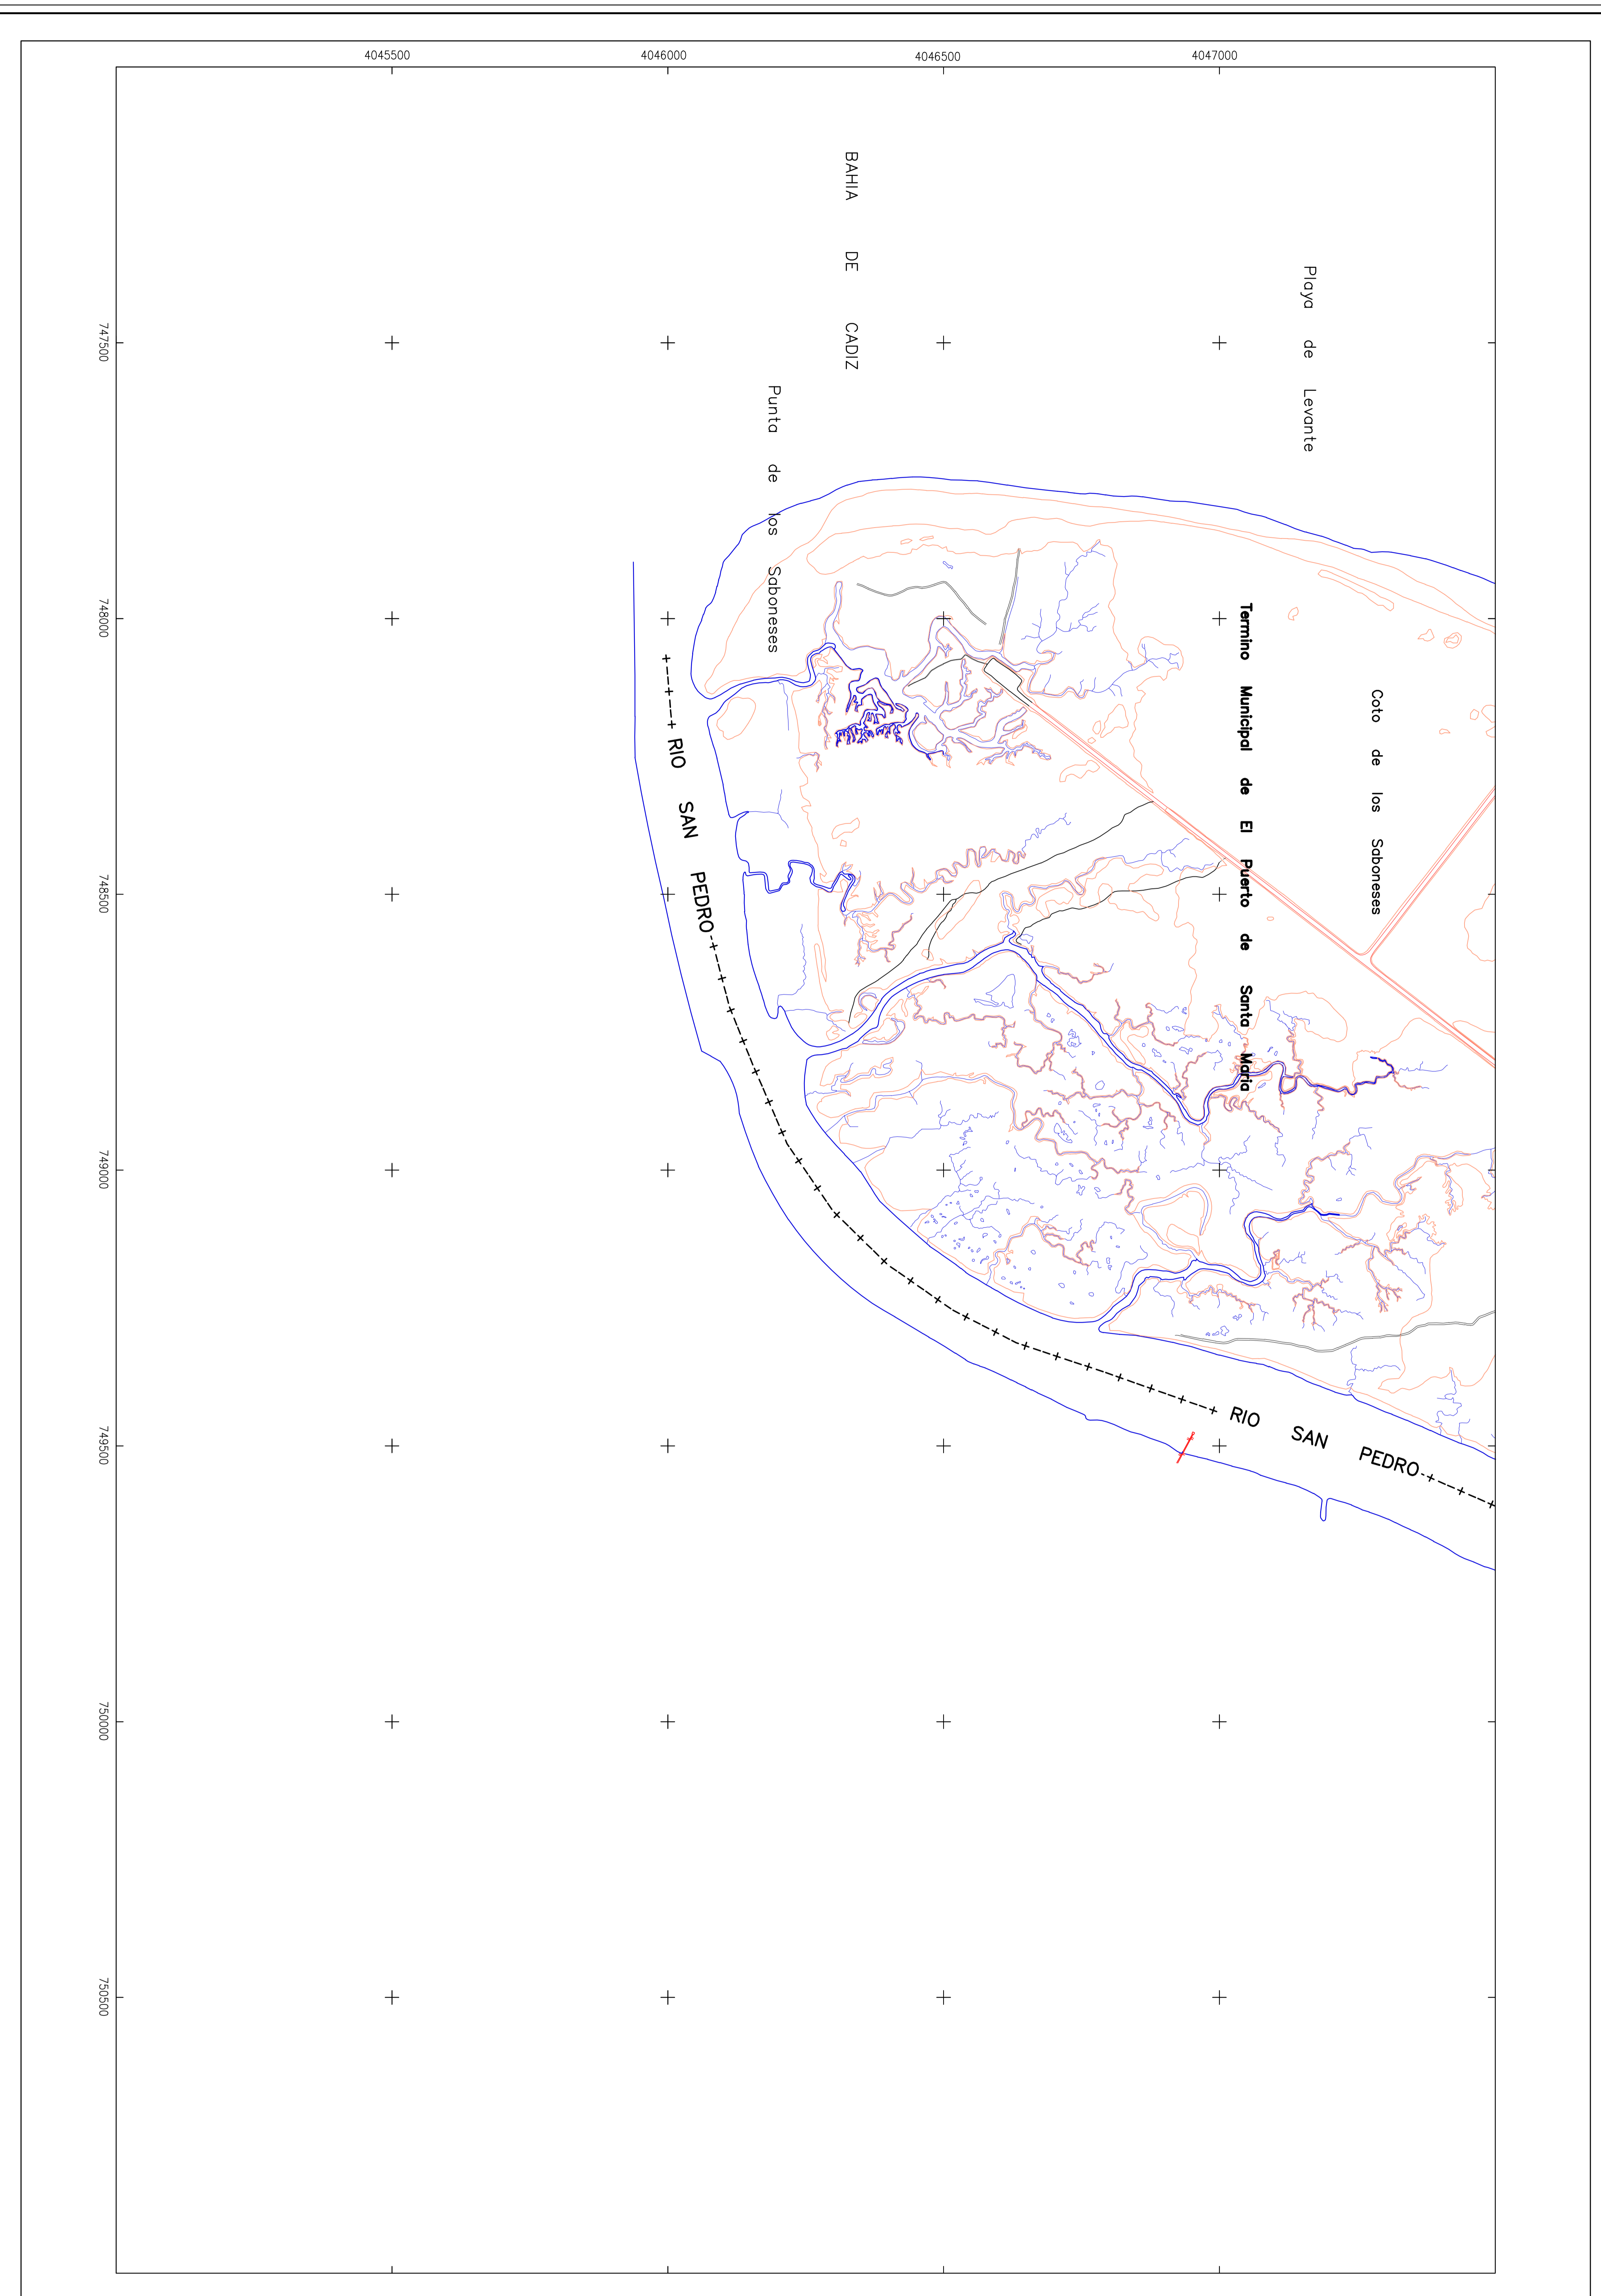 4045500
4046000
4046500
4047000
747500
748000
748500
749000
749500
750000
750500
BAHIA DE CADIZ
Playa de Levante
Punta de los Saboneses
Coto de los Saboneses
Termino Municipal de El Puerto de Santa Maria
RIO SAN PEDRO
RIO SAN PEDRO